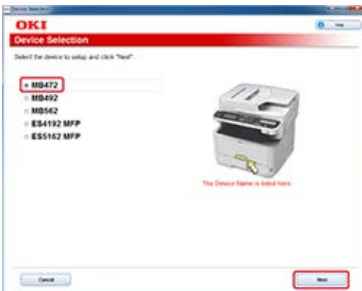 Device Selection
OKI
Device Selection
Select the device to setup and click "Next".
MB472
MB492
MB562
ES4192 MFP
ES5162 MFP
The Device Name is listed here
Cancel
Next